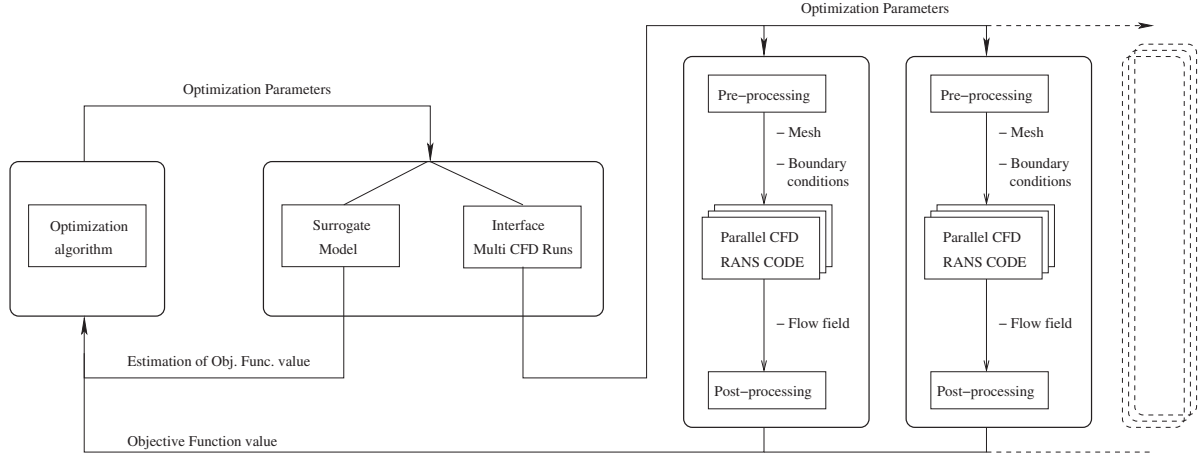 Optimization Parameters
Optimization Parameters
Optimization
algorithm
Surrogate
Model
Interface
Multi CFD Runs
Estimation of Obj. Func. value
Objective Function value
Pre−processing
− Mesh
− Boundary
conditions
Parallel CFD
RANS CODE
− Flow field
Post−processing
Pre−processing
− Mesh
− Boundary
conditions
Parallel CFD
RANS CODE
− Flow field
Post−processing